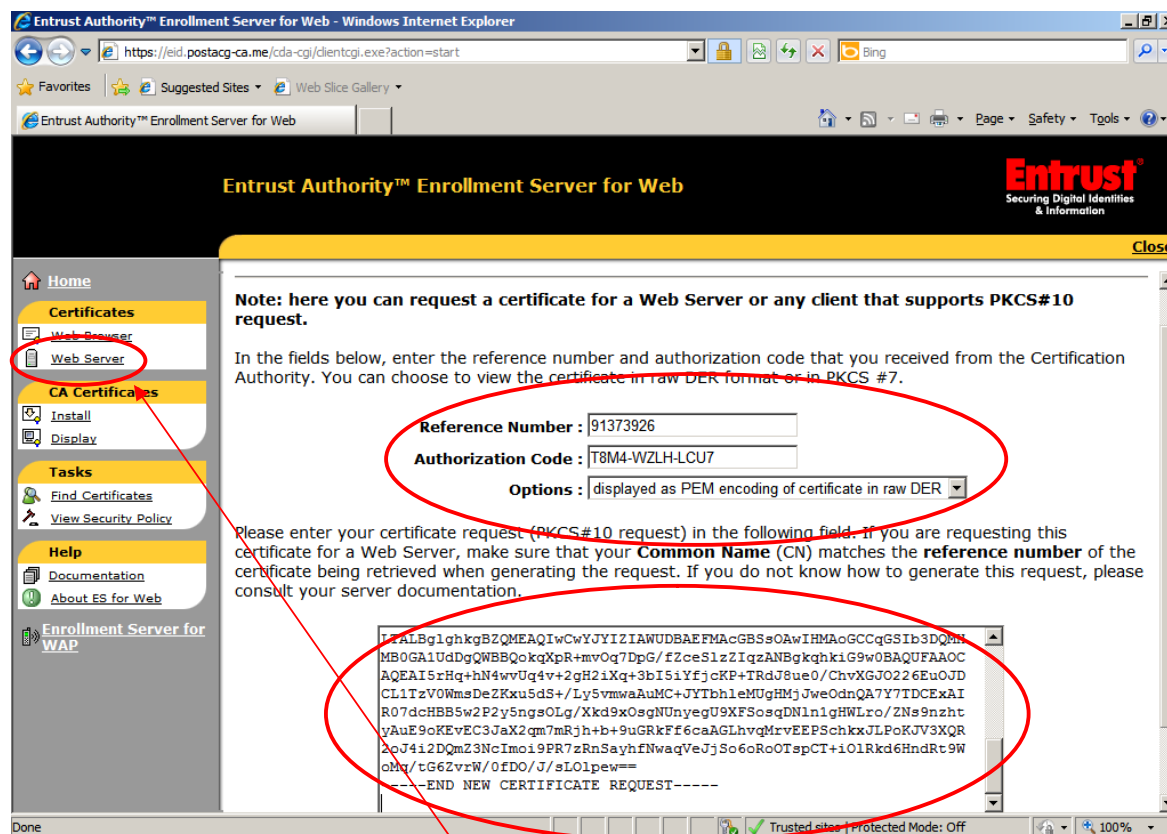 Entrust Authority™ Enrollment Server for Web - Windows Internet Explorer
https://eid.postacg-ca.me/cda-cgi/clientcgi.exe?action=start
Bing
Favorites Suggested Sites Web Slice Gallery
Entrust Authority™ Enrollment Server for Web
Page Safety Tools
Entrust Authority™ Enrollment Server for Web
Entrust®
Securing Digital Identities
& Information
Close
Home
Certificates
Web Browser
Web Server
CA Certificates
Install
Display
Tasks
Find Certificates
View Security Policy
Help
Documentation
About ES for Web
Enrollment Server for
WAP
Note: here you can request a certificate for a Web Server or any client that supports PKCS#10
request.
In the fields below, enter the reference number and authorization code that you received from the Certification
Authority. You can choose to view the certificate in raw DER format or in PKCS #7.
Reference Number : 91373926
Authorization Code : T8M4-WZLH-LCU7
Options : displayed as PEM encoding of certificate in raw DER
Please enter your certificate request (PKCS#10 request) in the following field. If you are requesting this
certificate for a Web Server, make sure that your Common Name (CN) matches the reference number of the
certificate being retrieved when generating the request. If you do not know how to generate this request, please
consult your server documentation.
MB0GA1UdDgQWBBQokqXpR+mvOq7DpG/fZceSlzZIqzANBgkqhkiG9w0BAQUFAAOC
AQEAI5rHq+hN4wvUq4v+2gH2iXq+3bI5iYfjcKP+TRdJ8ue0/ChvXGJO226EuOJD
CL1TzV0WmsDeZKxu5dS+/Ly5vmwaAuMC+JYTbhleMUgHMjJweOdnQA7Y7TDCExAI
R07dcHBB5w2P2y5ngsOLg/Xkd9xOsgNUnyegU9XFSosqDNln1gHWLro/ZNs9nzht
yAuE9oKEvEC3JaX2qm7mRjh+b+9uGRkFf6caAGLhvqMrvEEPSchkxJLPoKJV3XQR
2oJ4i2DQmZ3NcImoi9PR7zRnSayhfNwaqVeJjSo6oRoOTspCT+iOlRkd6HndRt9W
oMq/tG6ZvrW/0fDO/J/sLOlpew==
-----END NEW CERTIFICATE REQUEST-----
Done
Trusted sites | Protected Mode: Off
100%